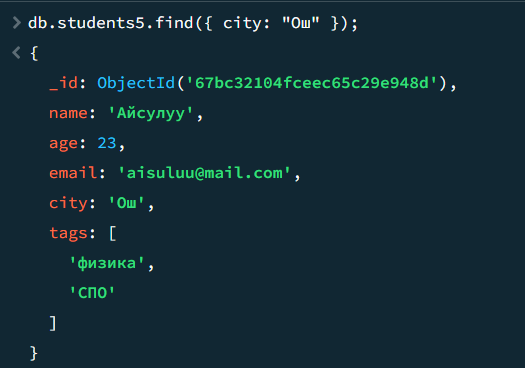 > db.students5.find({ city: "Ош" });
< {
_id: ObjectId('67bc32104fceec65c29e948d'),
name: 'Айсулуу',
age: 23,
email: 'aisuluu@mail.com',
city: 'Ош',
tags: [
'физика',
'СПО'
]
}